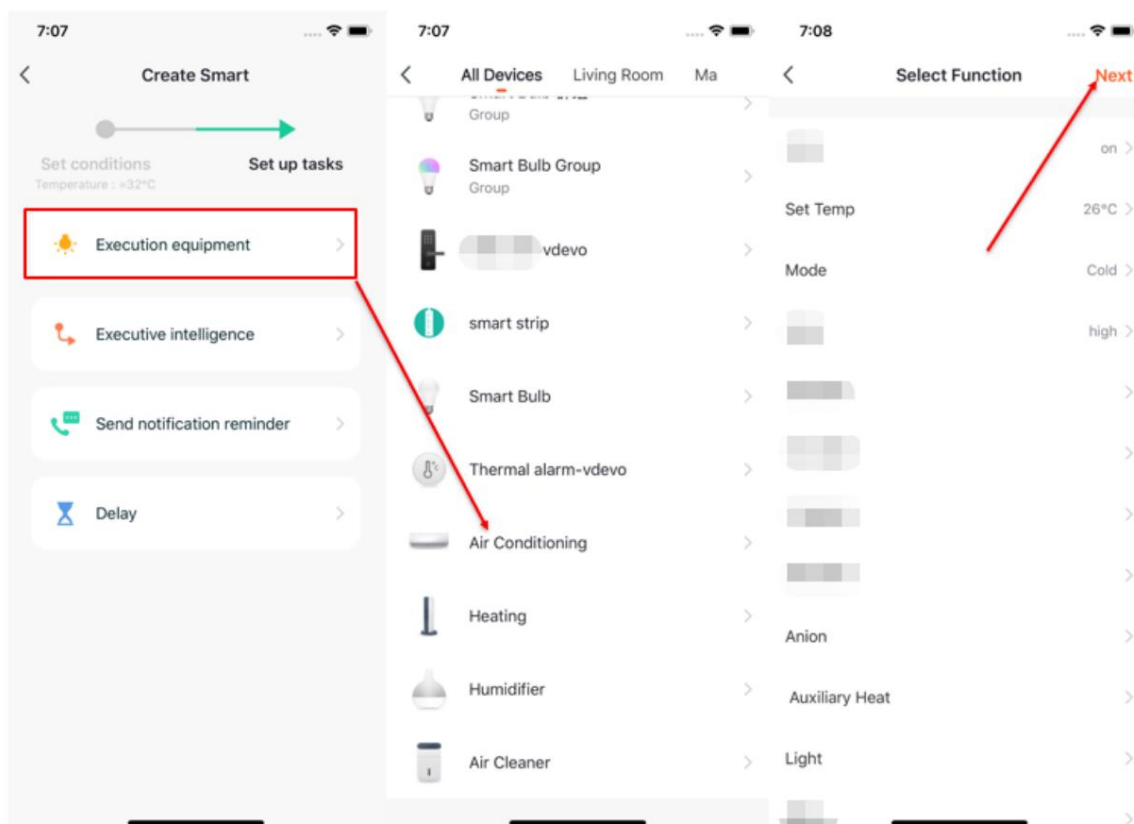 7:07
Create Smart
Set conditions
Set up tasks
Temperature : =32°C
Execution equipment
Executive intelligence
Send notification reminder
Delay
7:07
All Devices Living Room Ma
Group
Smart Bulb Group
Group
vdevo
smart strip
Smart Bulb
Thermal alarm-vdevo
Air Conditioning
Heating
Humidifier
Air Cleaner
7:08
Select Function Next
on
Set Temp 26°C
Mode Cold
high
Anion
Auxiliary Heat
Light